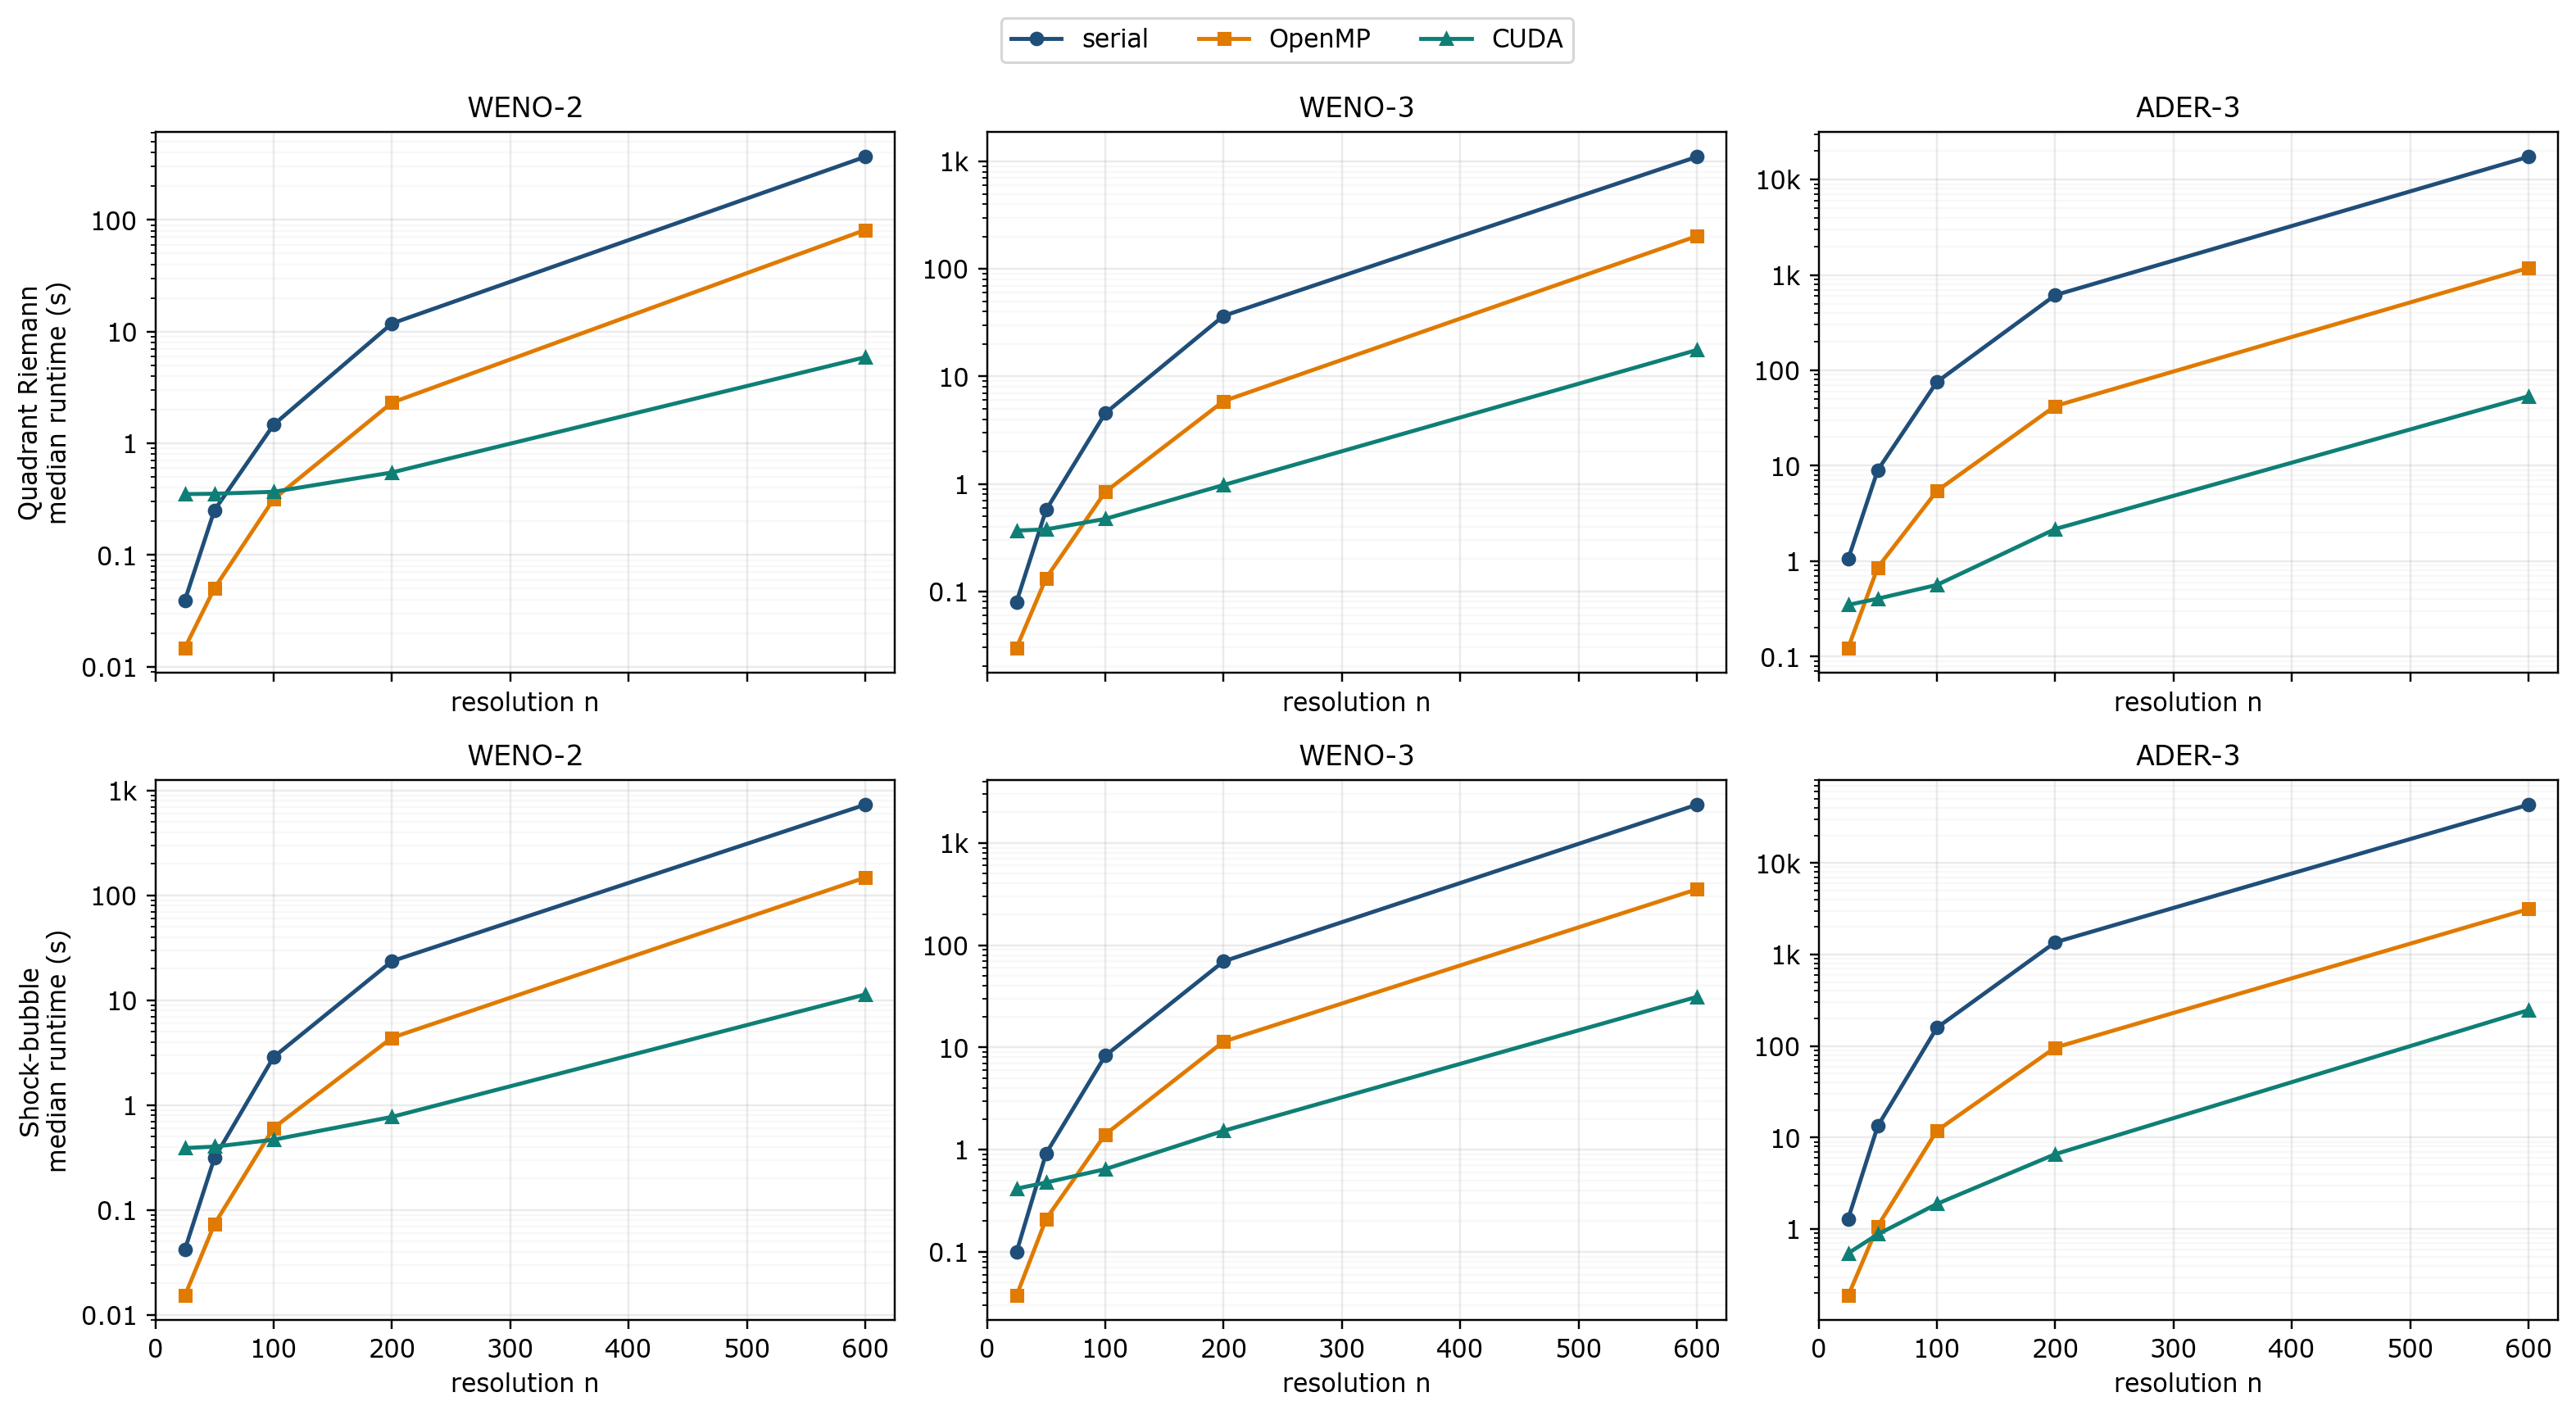 serial OpenMP CUDA
WENO-2 WENO-3 ADER-3
Quadrant Riemann
median runtime (s)
100
10
1
0.1
0.01
resolution n
1k
100
10
1
0.1
resolution n
10k
1k
100
10
1
0.1
resolution n
WENO-2 WENO-3 ADER-3
Shock-bubble
median runtime (s)
1k
100
10
1
0.1
0.01
0 100 200 300 400 500 600
resolution n
1k
100
10
1
0.1
0 100 200 300 400 500 600
resolution n
10k
1k
100
10
1
0 100 200 300 400 500 600
resolution n